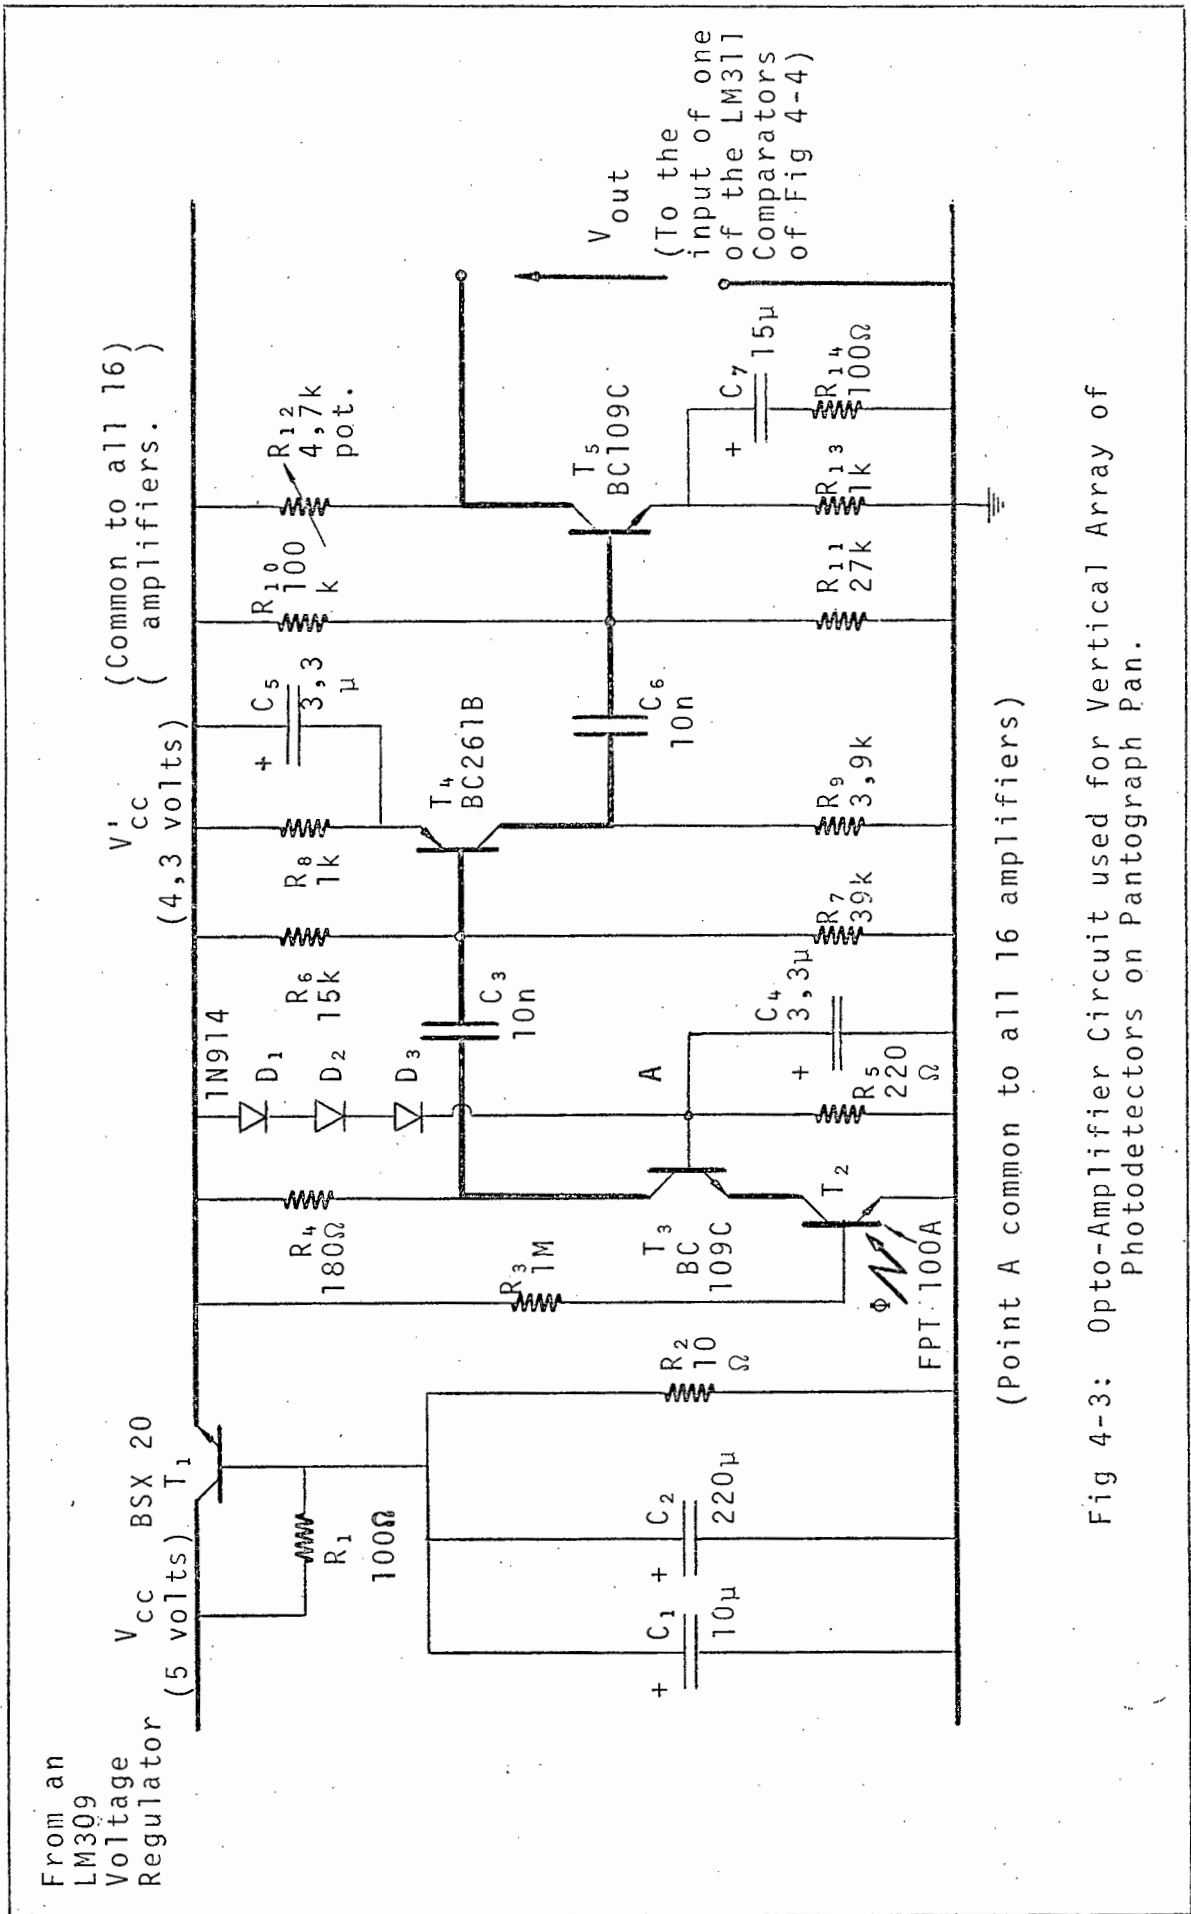 From an
LM309
Voltage
Regulator
V_CC
(5 volts)
BSX 20
T₁
R₁
100Ω
C₁
10μ
+
C₂
220μ
+
R₂
10
Ω
V'_CC
(4,3 volts)
(Common to all 16)
( amplifiers. )
R₃
1M
R₄
180Ω
T₃
BC
109C
T₂
Φ
FPT 100A
1N914
D₁
D₂
D₃
A
C₄
3,3μ
+
R₅
220
Ω
C₃
10n
R₆
15k
R₇
39k
R₈
1k
C₅
3,3
μ
+
T₄
BC261B
R₉
3,9k
C₆
10n
R₁₀
100
k
R₁₁
27k
R₁₂
4,7k
pot.
T₅
BC109C
R₁₃
1k
C₇
15μ
+
R₁₄
100Ω
V_out
(To the
input of one
of the LM311
Comparators
of Fig 4-4)
(Point A common to all 16 amplifiers)
Fig 4-3: Opto-Amplifier Circuit used for Vertical Array of
Photodetectors on Pantograph Pan.